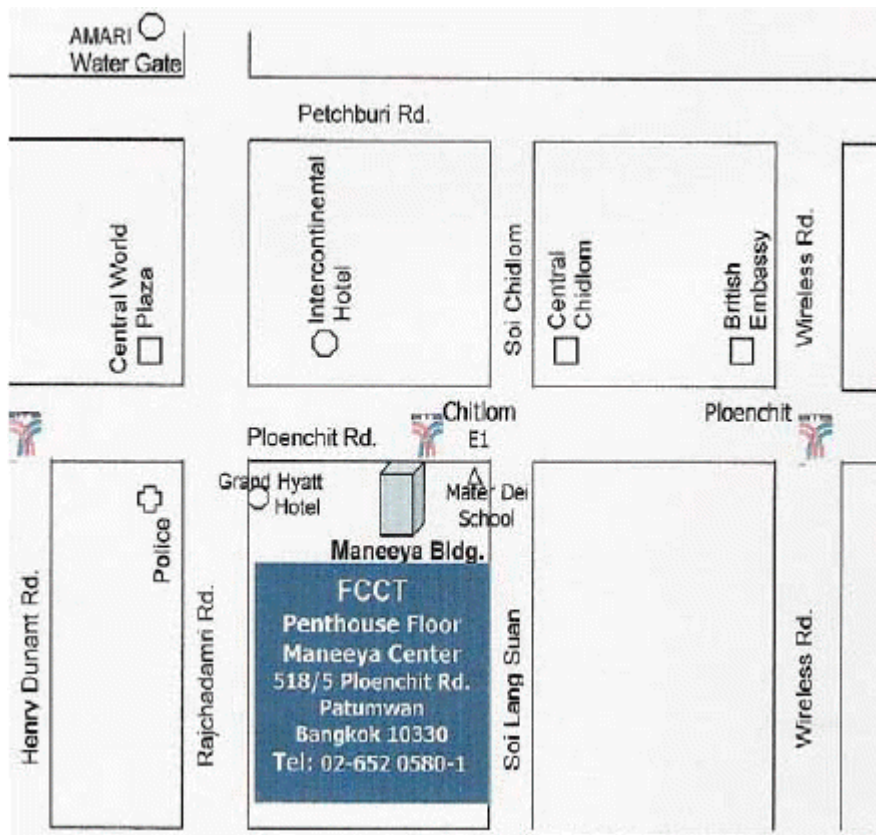 AMARI
Water Gate
Petchburi Rd.
Central World
Plaza
Intercontinental
Hotel
Soi Chidlom
Central
Chidlom
British
Embassy
Wireless Rd.
Chitlom
E1
Ploenchit
Ploenchit Rd.
Grand Hyatt
Hotel
Mater Dei
School
Police
Maneeya Bldg.
Henry Dunant Rd.
Rajchadamri Rd.
FCCT
Penthouse Floor
Maneeya Center
518/5 Ploenchit Rd.
Patumwan
Bangkok 10330
Tel: 02-652 0580-1
Soi Lang Suan
Wireless Rd.